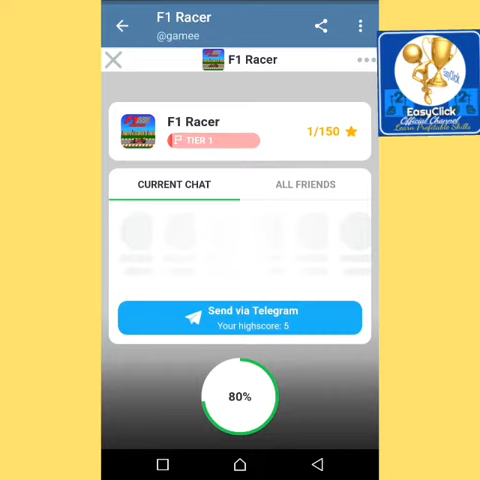 F1 Racer
@gamee
F1 Racer
F1 Racer
TIER 1
1/150
CURRENT CHAT
ALL FRIENDS
Send via Telegram
Your highscore: 5
80%
EasyClick
EasyClick
Official Channel
Learn Profitable Skills